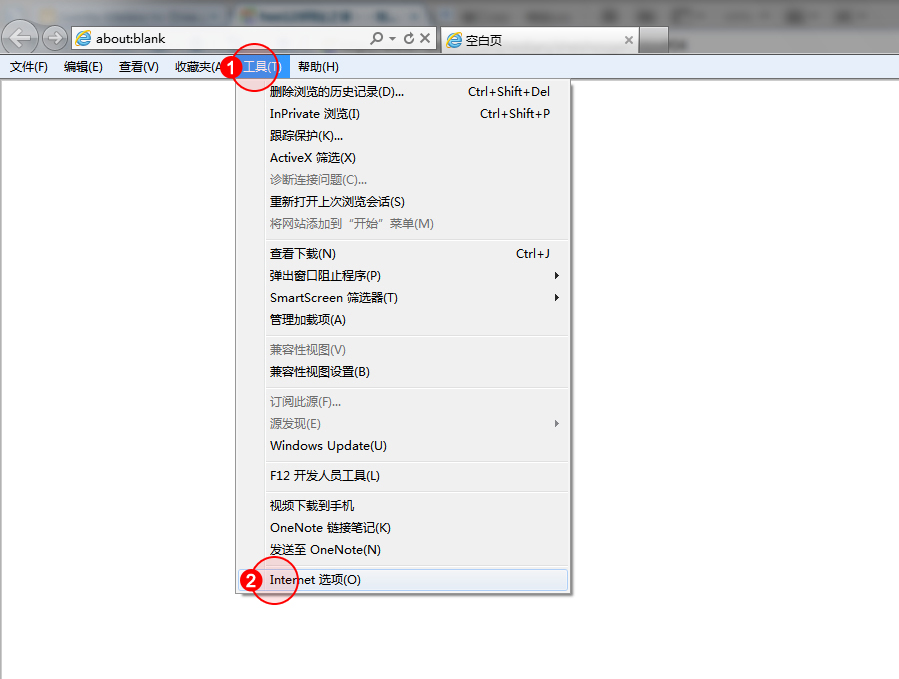 about:blank
空白页
文件(F) 编辑(E) 查看(V) 收藏夹(A 1 工具(T) 帮助(H)
删除浏览的历史记录(D)... Ctrl+Shift+Del
InPrivate 浏览(I) Ctrl+Shift+P
跟踪保护(K)...
ActiveX 筛选(X)
诊断连接问题(C)...
重新打开上次浏览会话(S)
将网站添加到“开始”菜单(M)
查看下载(N) Ctrl+J
弹出窗口阻止程序(P)
SmartScreen 筛选器(T)
管理加载项(A)
兼容性视图(V)
兼容性视图设置(B)
订阅此源(F)...
源发现(E)
Windows Update(U)
F12 开发人员工具(L)
视频下载到手机
OneNote 链接笔记(K)
发送至 OneNote(N)
2 Internet 选项(O)